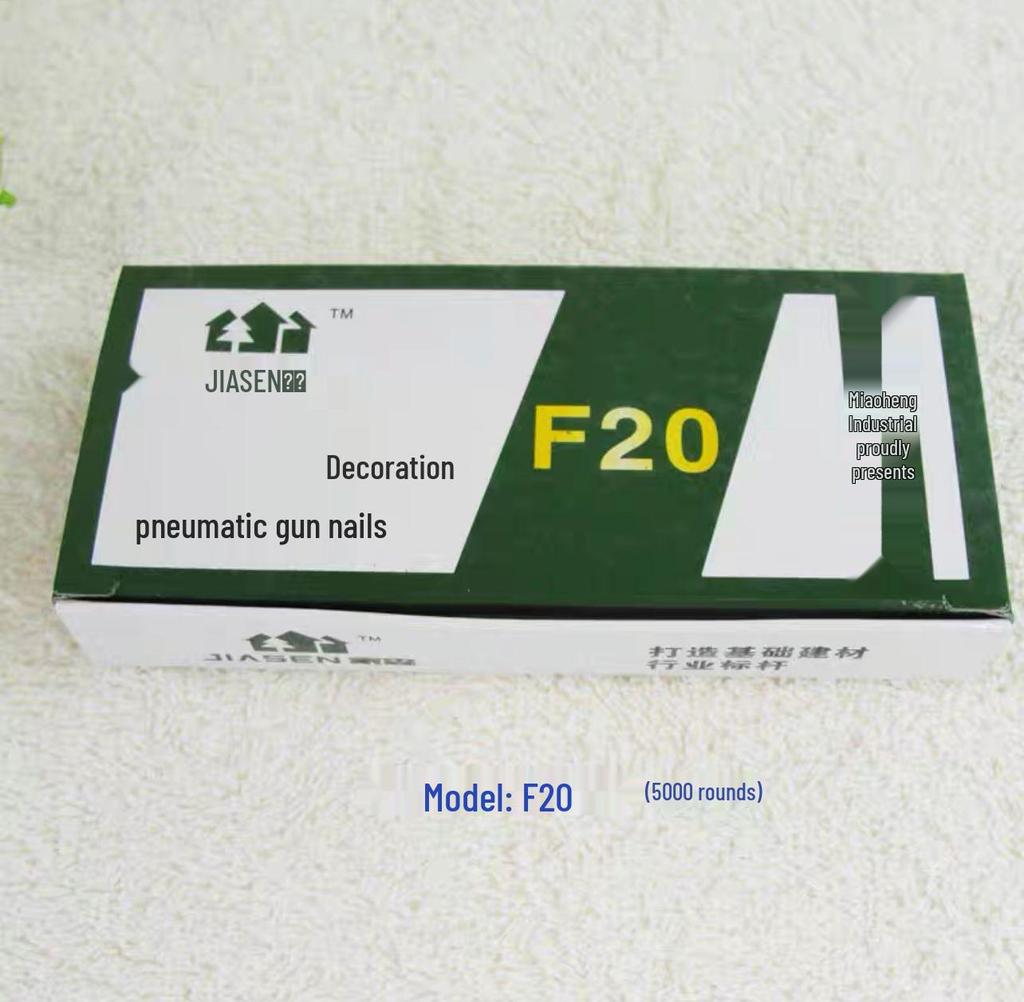 TM
JIASEN
Decoration
pneumatic gun nails
F20
Miaoheng
Industrial
proudly
presents
TM
JIASEN
打造基础建材
行业标杆
Model: F20
(5000 rounds)